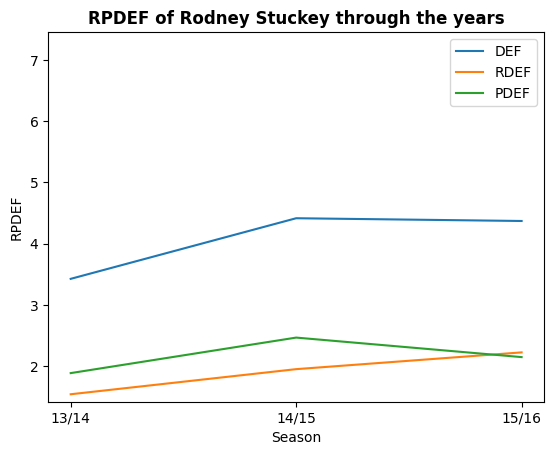 RPDEF of Rodney Stuckey through the years
DEF
RDEF
PDEF
7
6
5
4
3
2
RPDEF
13/14
14/15
15/16
Season